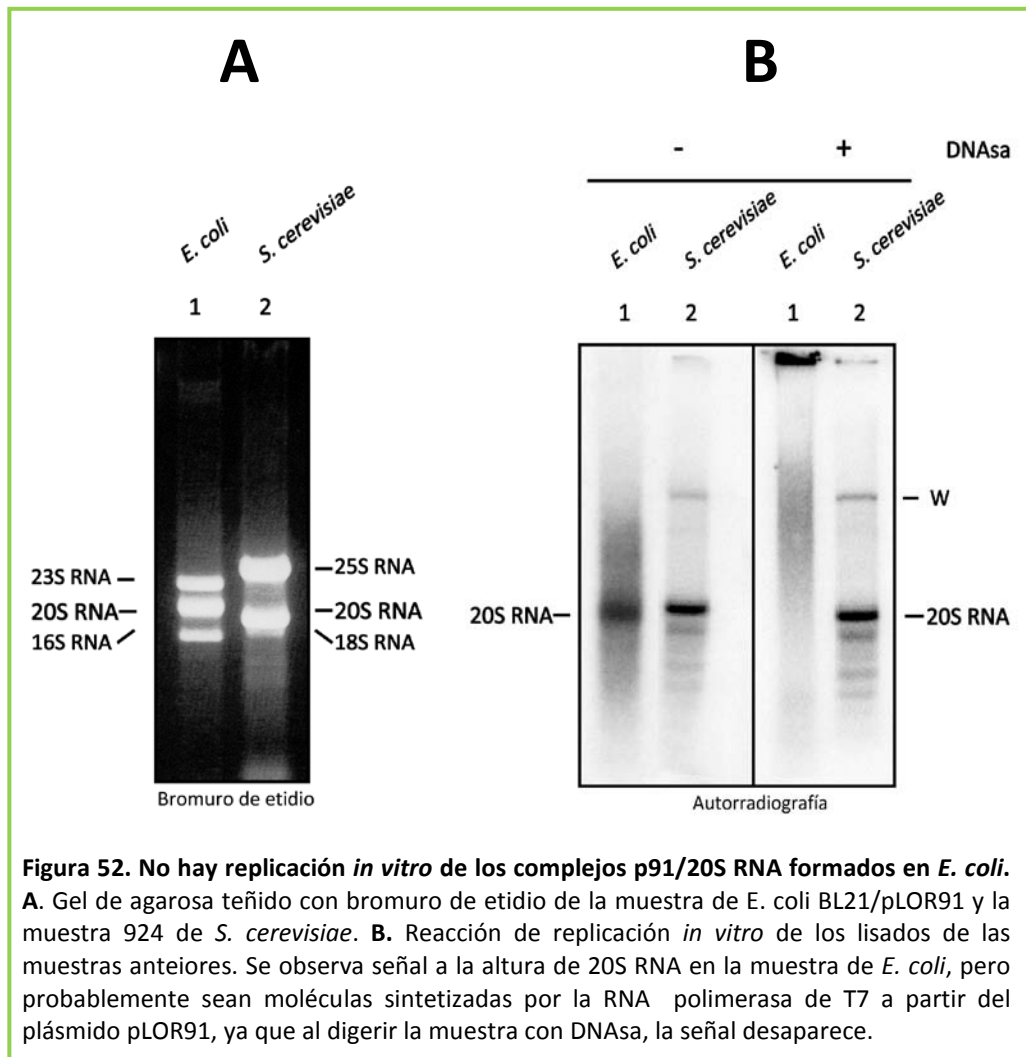 A
B
- + DNAsa
E. coli S. cerevisiae
E. coli S. cerevisiae E. coli S. cerevisiae
1 2
1 2 1 2
W
23S RNA 25S RNA
20S RNA 20S RNA
16S RNA 18S RNA
20S RNA 20S RNA
Bromuro de etidio
Autorradiografía
Figura 52. No hay replicación in vitro de los complejos p91/20S RNA formados en E. coli.
A. Gel de agarosa teñido con bromuro de etidio de la muestra de E. coli BL21/pLOR91 y la
muestra 924 de S. cerevisiae. B. Reacción de replicación in vitro de los lisados de las
muestras anteiores. Se observa señal a la altura de 20S RNA en la muestra de E. coli, pero
probablemente sean moléculas sintetizadas por la RNA polimerasa de T7 a partir del
plásmido pLOR91, ya que al digerir la muestra con DNAsa, la señal desaparece.